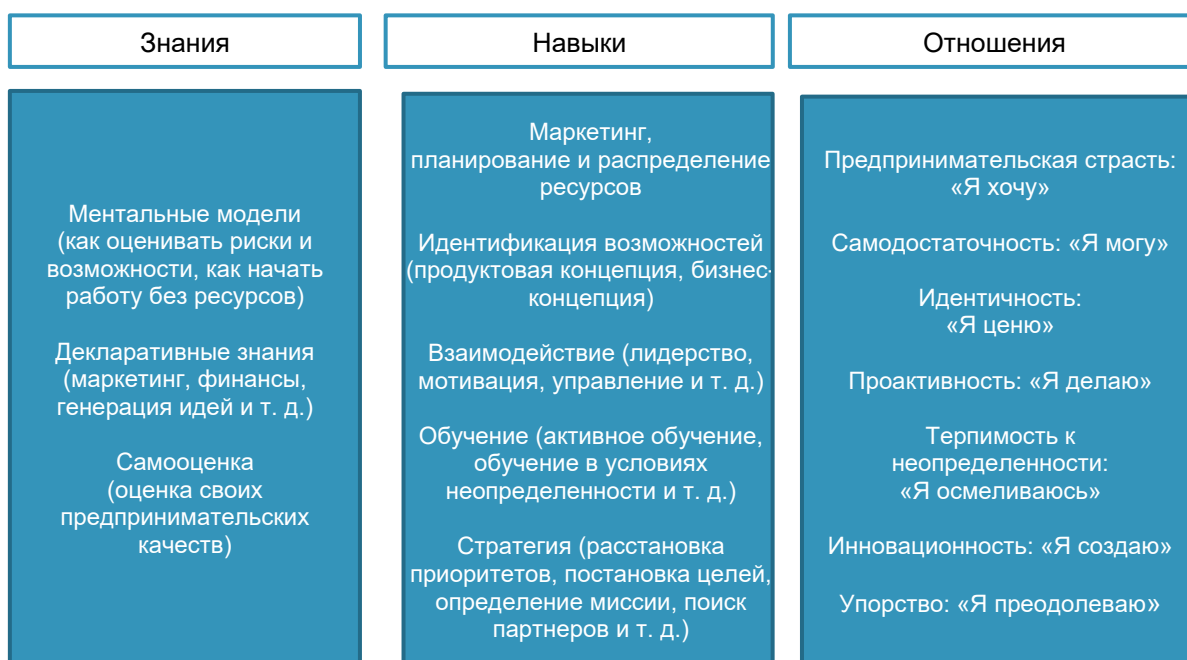 Знания
Навыки
Отношения
Ментальные модели
(как оценивать риски и
возможности, как начать
работу без ресурсов)
Декларативные знания
(маркетинг, финансы,
генерация идей и т. д.)
Самооценка
(оценка своих
предпринимательских
качеств)
Маркетинг,
планирование и распределение
ресурсов
Идентификация возможностей
(продуктовая концепция, бизнес-
концепция)
Взаимодействие (лидерство,
мотивация, управление и т. д.)
Обучение (активное обучение,
обучение в условиях
неопределенности и т. д.)
Стратегия (расстановка
приоритетов, постановка целей,
определение миссии, поиск
партнеров и т. д.)
Предпринимательская страсть:
«Я хочу»
Самодостаточность: «Я могу»
Идентичность:
«Я ценю»
Проактивность: «Я делаю»
Терпимость к
неопределенности:
«Я осмеливаюсь»
Инновационность: «Я создаю»
Упорство: «Я преодолеваю»